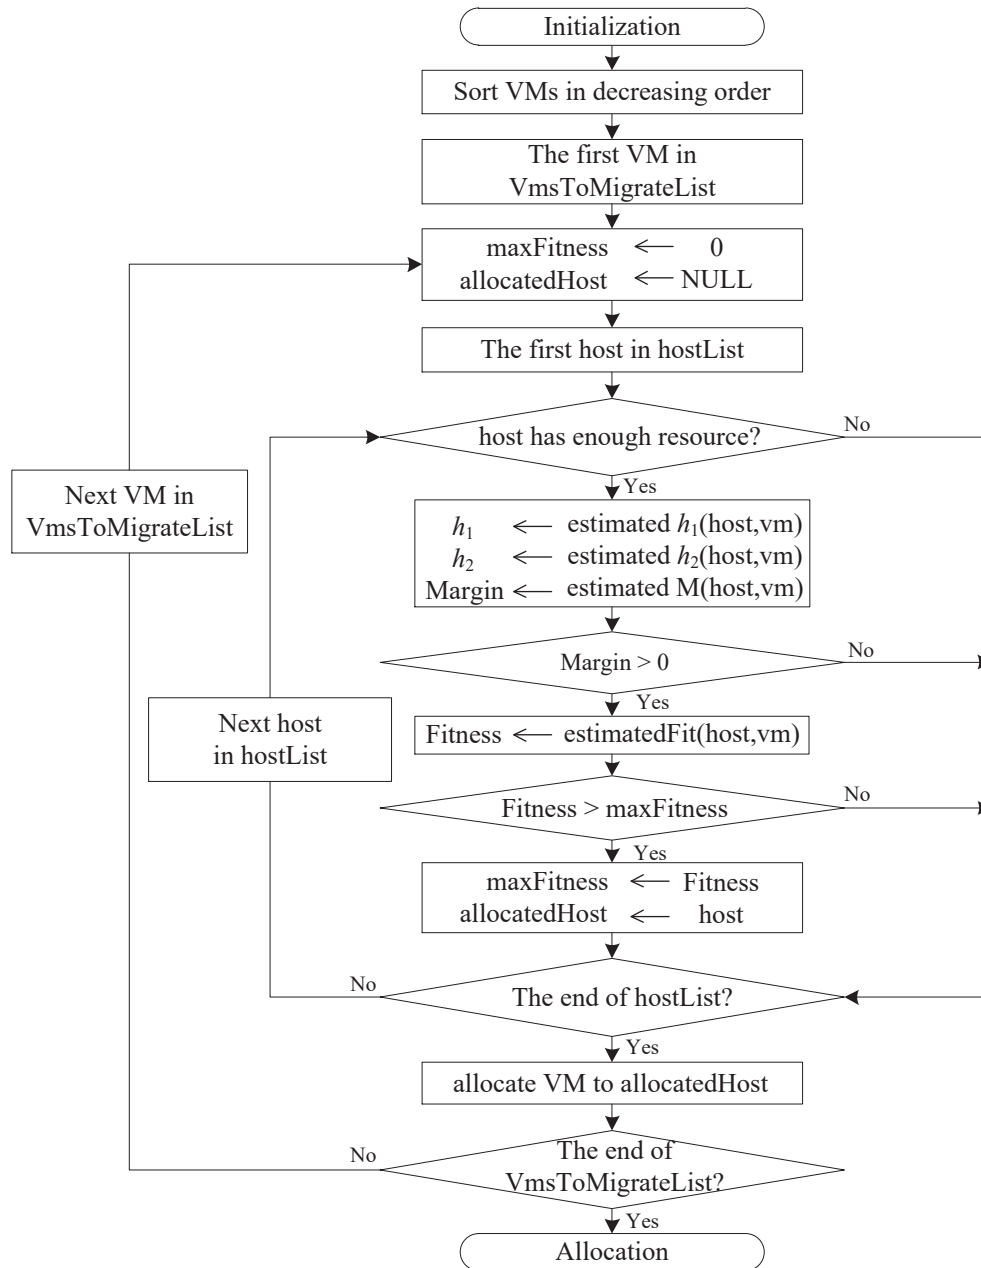 Initialization
Sort VMs in decreasing order
The first VM in
VmsToMigrateList
maxFitness ← 0
allocatedHost ← NULL
The first host in hostList
host has enough resource?
No
Yes
Next VM in
VmsToMigrateList
h₁ ← estimated h₁(host,vm)
h₂ ← estimated h₂(host,vm)
Margin ← estimated M(host,vm)
Margin > 0
No
Yes
Next host
in hostList
Fitness ← estimatedFit(host,vm)
Fitness > maxFitness
No
Yes
maxFitness ← Fitness
allocatedHost ← host
The end of hostList?
No
Yes
allocate VM to allocatedHost
The end of
VmsToMigrateList?
No
Yes
Allocation